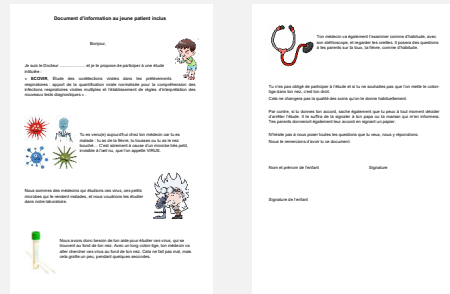 Document d'information au jeune patient inclus
Bonjour,
Je suis le Docteur ........................ et je te propose de participer à une étude
intitulée :
« ECOVIR, Étude des codétections virales dans les prélèvements
respiratoires : apport de la quantification virale normalisée pour la compréhension des
infections respiratoires virales multiples et l'établissement de règles d'interprétation des
nouveaux tests diagnostiques » .
Tu es venu(e) aujourd'hui chez ton médecin car tu es
malade : tu as de la fièvre, tu tousses ou tu as le nez
bouché… C'est sûrement à cause d'un microbe très petit,
invisible à l'œil nu, que l'on appelle VIRUS.
Nous sommes des médecins qui étudions ces virus, ces petits
microbes qui te rendent malades, et nous voudrions les étudier
dans notre laboratoire.
Nous avons donc besoin de ton aide pour étudier ces virus, qui se
trouvent au fond de ton nez. Avec un long coton-tige, ton médecin va
aller chercher ces virus au fond de ton nez. Cela ne fait pas mal, mais
cela gratte un peu, pendant quelques secondes.
Ton médecin va également t'examiner comme d'habitude, avec
son stéthoscope, et regarder tes oreilles. Il posera des questions
à tes parents sur ta toux, ta fièvre, comme d'habitude.
Tu n'es pas obligé de participer à l'étude et si tu ne souhaites pas que l'on mette le coton-
tige dans ton nez, c'est ton droit.
Cela ne changera pas la qualité des soins qu'on te donne habituellement.
Par contre, si tu donnes ton accord, sache également que tu peux à tout moment décider
d'arrêter l'étude. Il te suffira de la signaler à ton papa ou ta maman qui m'en informera.
Tes parents donneront également leur accord en signant un papier.
N'hésite pas à nous poser toutes les questions que tu veux, nous y répondrons.
Nous te remercions d'avoir lu ce document.
Nom et prénom de l'enfant Signature
Signature de l'enfant